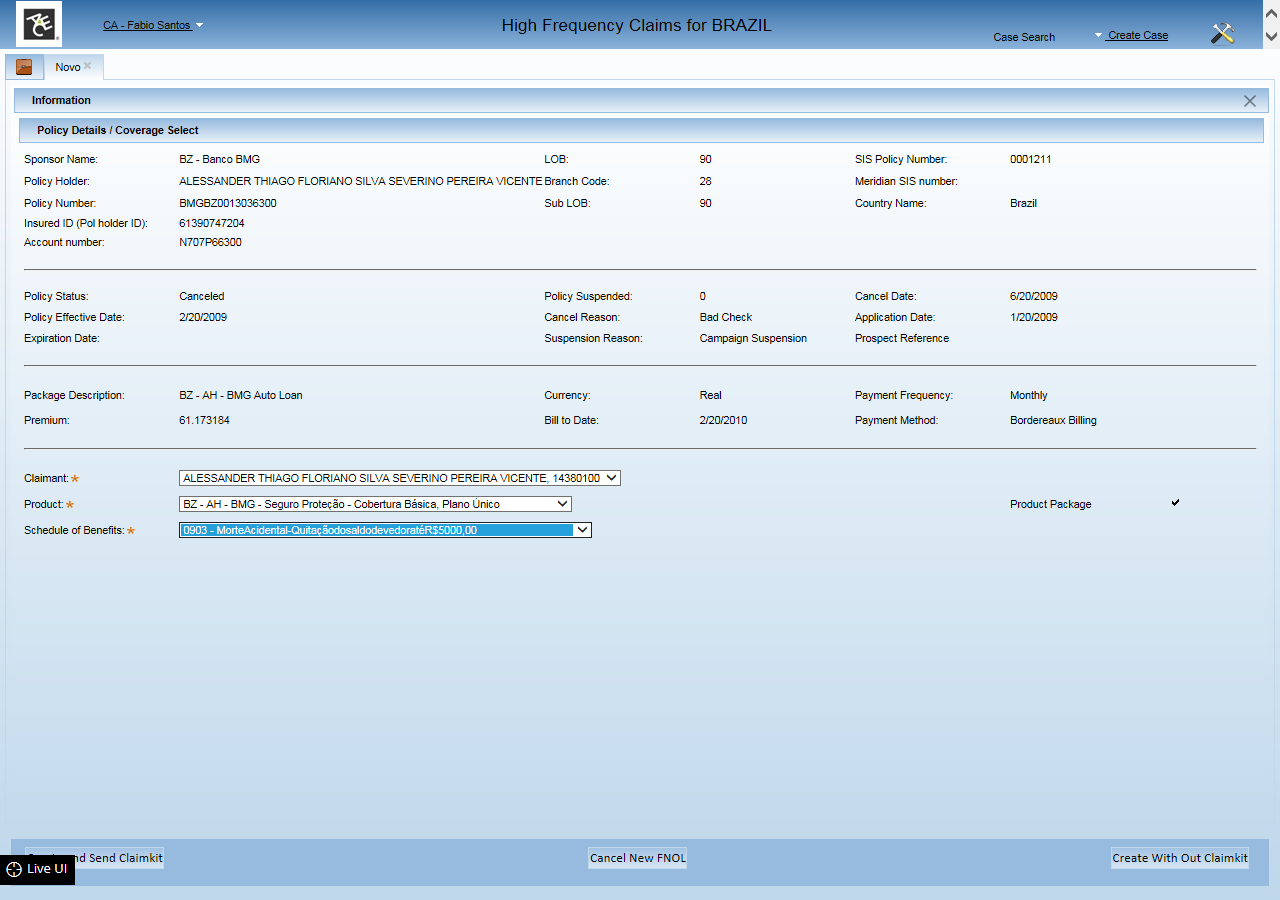 CA - Fabio Santos
High Frequency Claims for BRAZIL
Case Search
Create Case
Novo
Information
Policy Details / Coverage Select
Sponsor Name: BZ - Banco BMG LOB: 90 SIS Policy Number: 0001211
Policy Holder: ALESSANDER THIAGO FLORIANO SILVA SEVERINO PEREIRA VICENTE Branch Code: 28 Meridian SIS number:
Policy Number: BMGBZ0013036300 Sub LOB: 90 Country Name: Brazil
Insured ID (Pol holder ID): 61390747204
Account number: N707P66300
Policy Status: Canceled Policy Suspended: 0 Cancel Date: 6/20/2009
Policy Effective Date: 2/20/2009 Cancel Reason: Bad Check Application Date: 1/20/2009
Expiration Date: Suspension Reason: Campaign Suspension Prospect Reference
Package Description: BZ - AH - BMG Auto Loan Currency: Real Payment Frequency: Monthly
Premium: 61.173184 Bill to Date: 2/20/2010 Payment Method: Bordereaux Billing
Claimant: ALESSANDER THIAGO FLORIANO SILVA SEVERINO PEREIRA VICENTE, 14380100
Product: BZ - AH - BMG - Seguro Proteção - Cobertura Básica, Plano Único Product Package
Schedule of Benefits: 0903 - MorteAcidental-QuitaçãodosaldodevedoratéR$5000,00
Send Claimkit Cancel New FNOL Create With Out Claimkit
Live UI